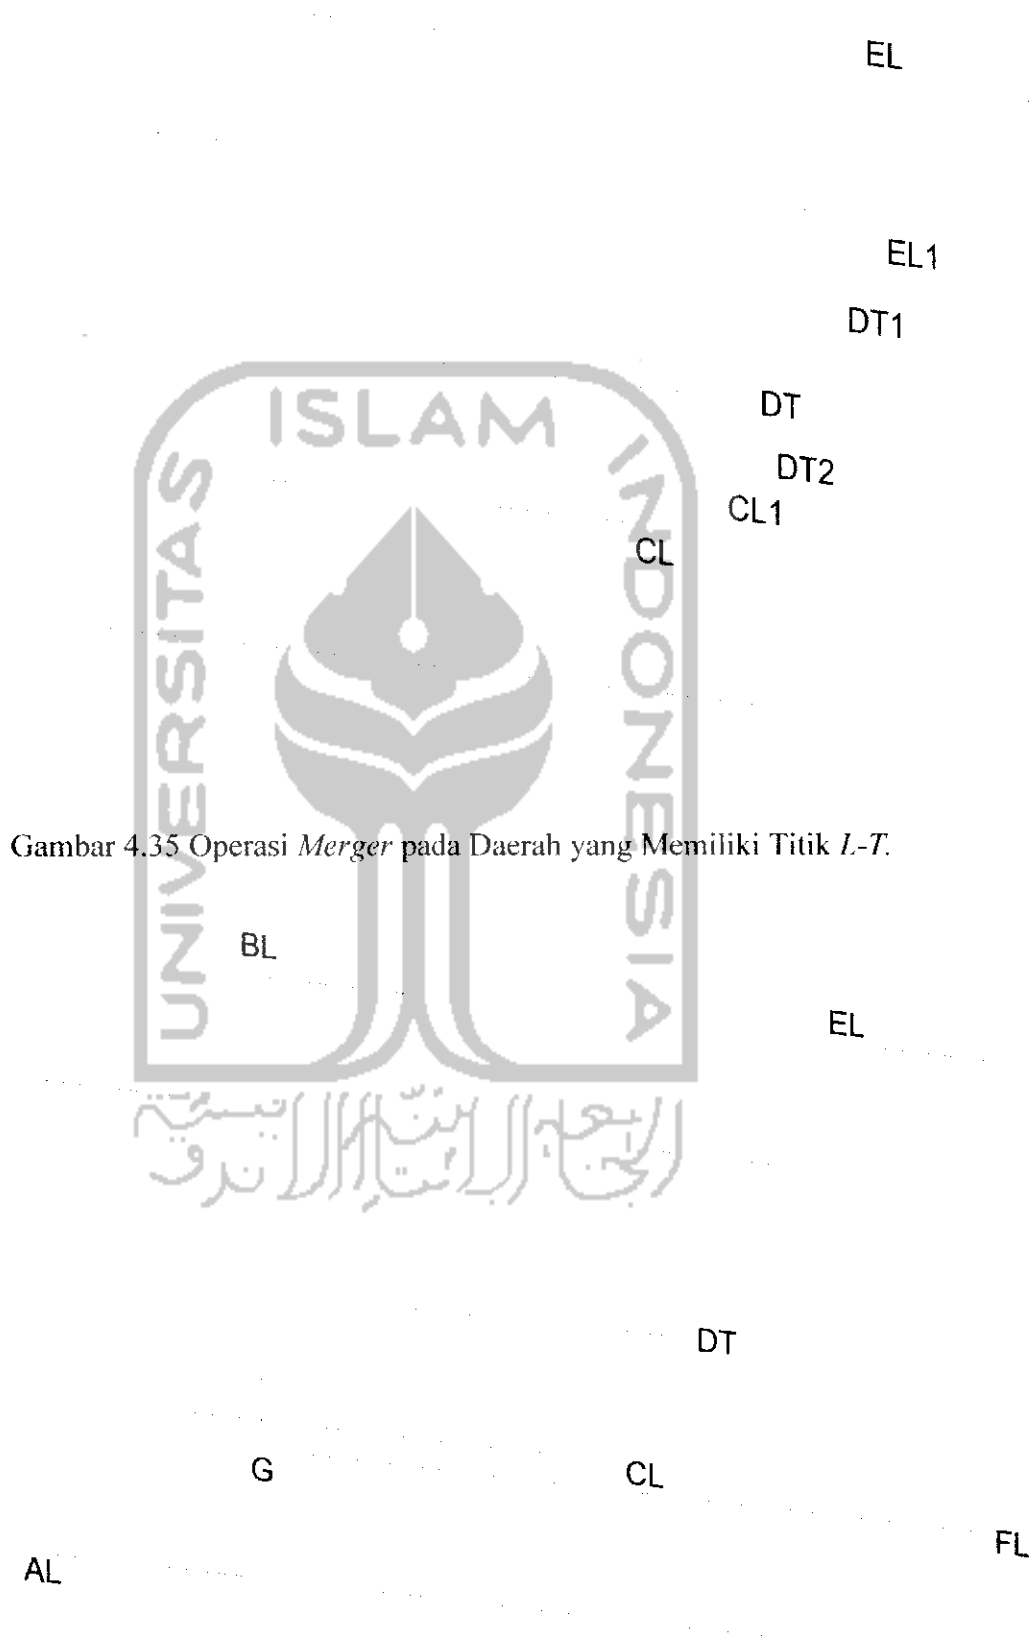 EL
EL1
DT1
DT
DT2
CL1
CL
ISLAM
UNIVERSITAS
INDONESIA
Gambar 4.35 Operasi Merger pada Daerah yang Memiliki Titik L-T.
BL
EL
DT
G
CL
FL
AL